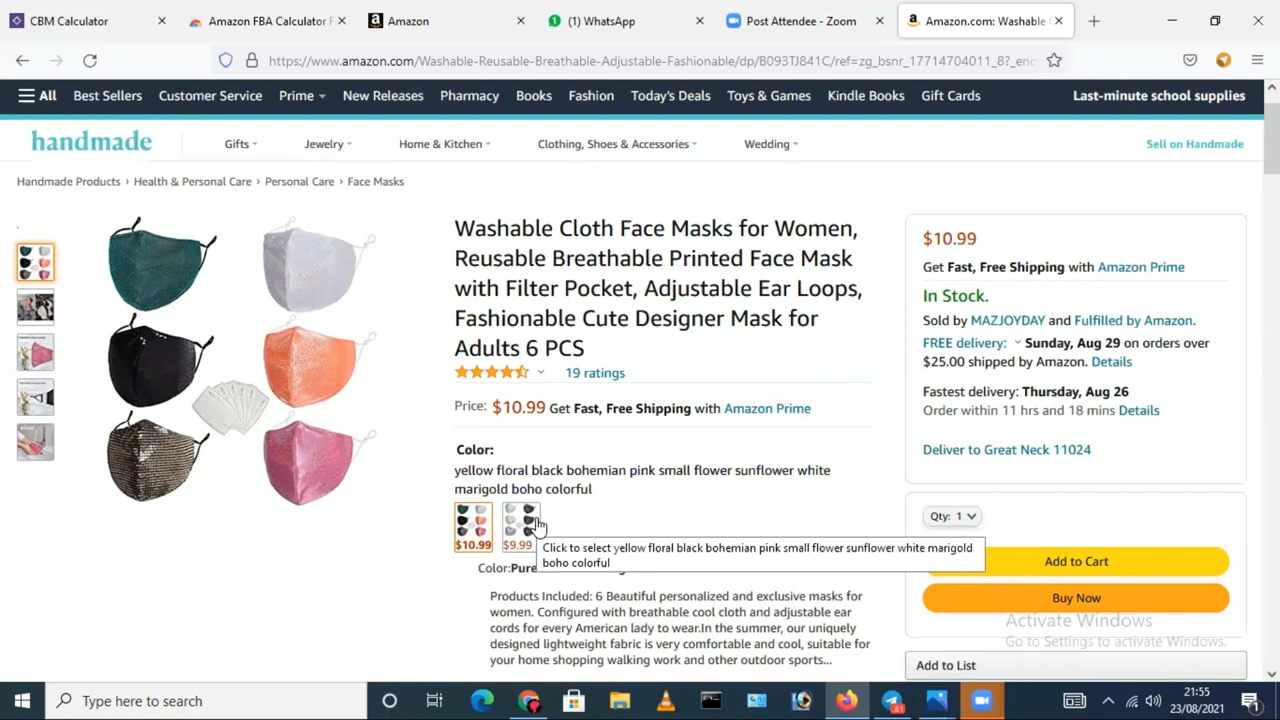 CBM Calculator
Amazon FBA Calculator F
Amazon
(1) WhatsApp
Post Attendee - Zoom
Amazon.com: Washable
https://www.amazon.com/Washable-Reusable-Breathable-Adjustable-Fashionable/dp/B093TJ841C/ref=zg_bsnr_17714704011_8?_enc
All
Best Sellers
Customer Service
Prime
New Releases
Pharmacy
Books
Fashion
Today's Deals
Toys & Games
Kindle Books
Gift Cards
Last-minute school supplies
handmade
Gifts
Jewelry
Home & Kitchen
Clothing, Shoes & Accessories
Wedding
Sell on Handmade
Handmade Products › Health & Personal Care › Personal Care › Face Masks
Washable Cloth Face Masks for Women,
Reusable Breathable Printed Face Mask
with Filter Pocket, Adjustable Ear Loops,
Fashionable Cute Designer Mask for
Adults 6 PCS
19 ratings
Price: $10.99 Get Fast, Free Shipping with Amazon Prime
Color:
yellow floral black bohemian pink small flower sunflower white
marigold boho colorful
$10.99
$9.99
Click to select yellow floral black bohemian pink small flower sunflower white marigold
boho colorful
Color:Pure
Products Included: 6 Beautiful personalized and exclusive masks for
women. Configured with breathable cool cloth and adjustable ear
cords for every American lady to wear.In the summer, our uniquely
designed lightweight fabric is very comfortable and cool, suitable for
your home shopping walking work and other outdoor sports...
$10.99
Get Fast, Free Shipping with Amazon Prime
In Stock.
Sold by MAZJOYDAY and Fulfilled by Amazon.
FREE delivery: Sunday, Aug 29 on orders over
$25.00 shipped by Amazon. Details
Fastest delivery: Thursday, Aug 26
Order within 11 hrs and 18 mins Details
Deliver to Great Neck 11024
Qty: 1
Add to Cart
Buy Now
Activate Windows
Go to Settings to activate Windows.
Add to List
Type here to search
61
21:55
23/08/2021
1